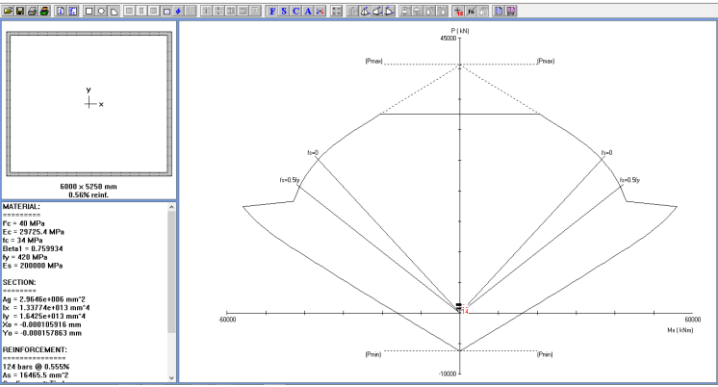 F S C A
P ( kN)
45000
(Pmax)
(Pmax)
y
x
fs=0
fs=0
fs=0.5fy
fs=0.5fy
6000 x 5250 mm
0.56% reinf.
MATERIAL:
=========
f'c = 40 MPa
Ec = 29725.4 MPa
fc = 34 MPa
Beta1 = 0.759934
fy = 420 MPa
Es = 200000 MPa
SECTION:
========
Ag = 2.9646e+006 mm^2
Ix = 1.33774e+013 mm^4
Iy = 1.6425e+013 mm^4
Xo = -0.000105916 mm
Yo = -0.000157863 mm
REINFORCEMENT:
==============
124 bars @ 0.555%
As = 16465.5 mm^2
-60000
60000
Mx ( kNm)
(Pmin)
(Pmin)
-10000